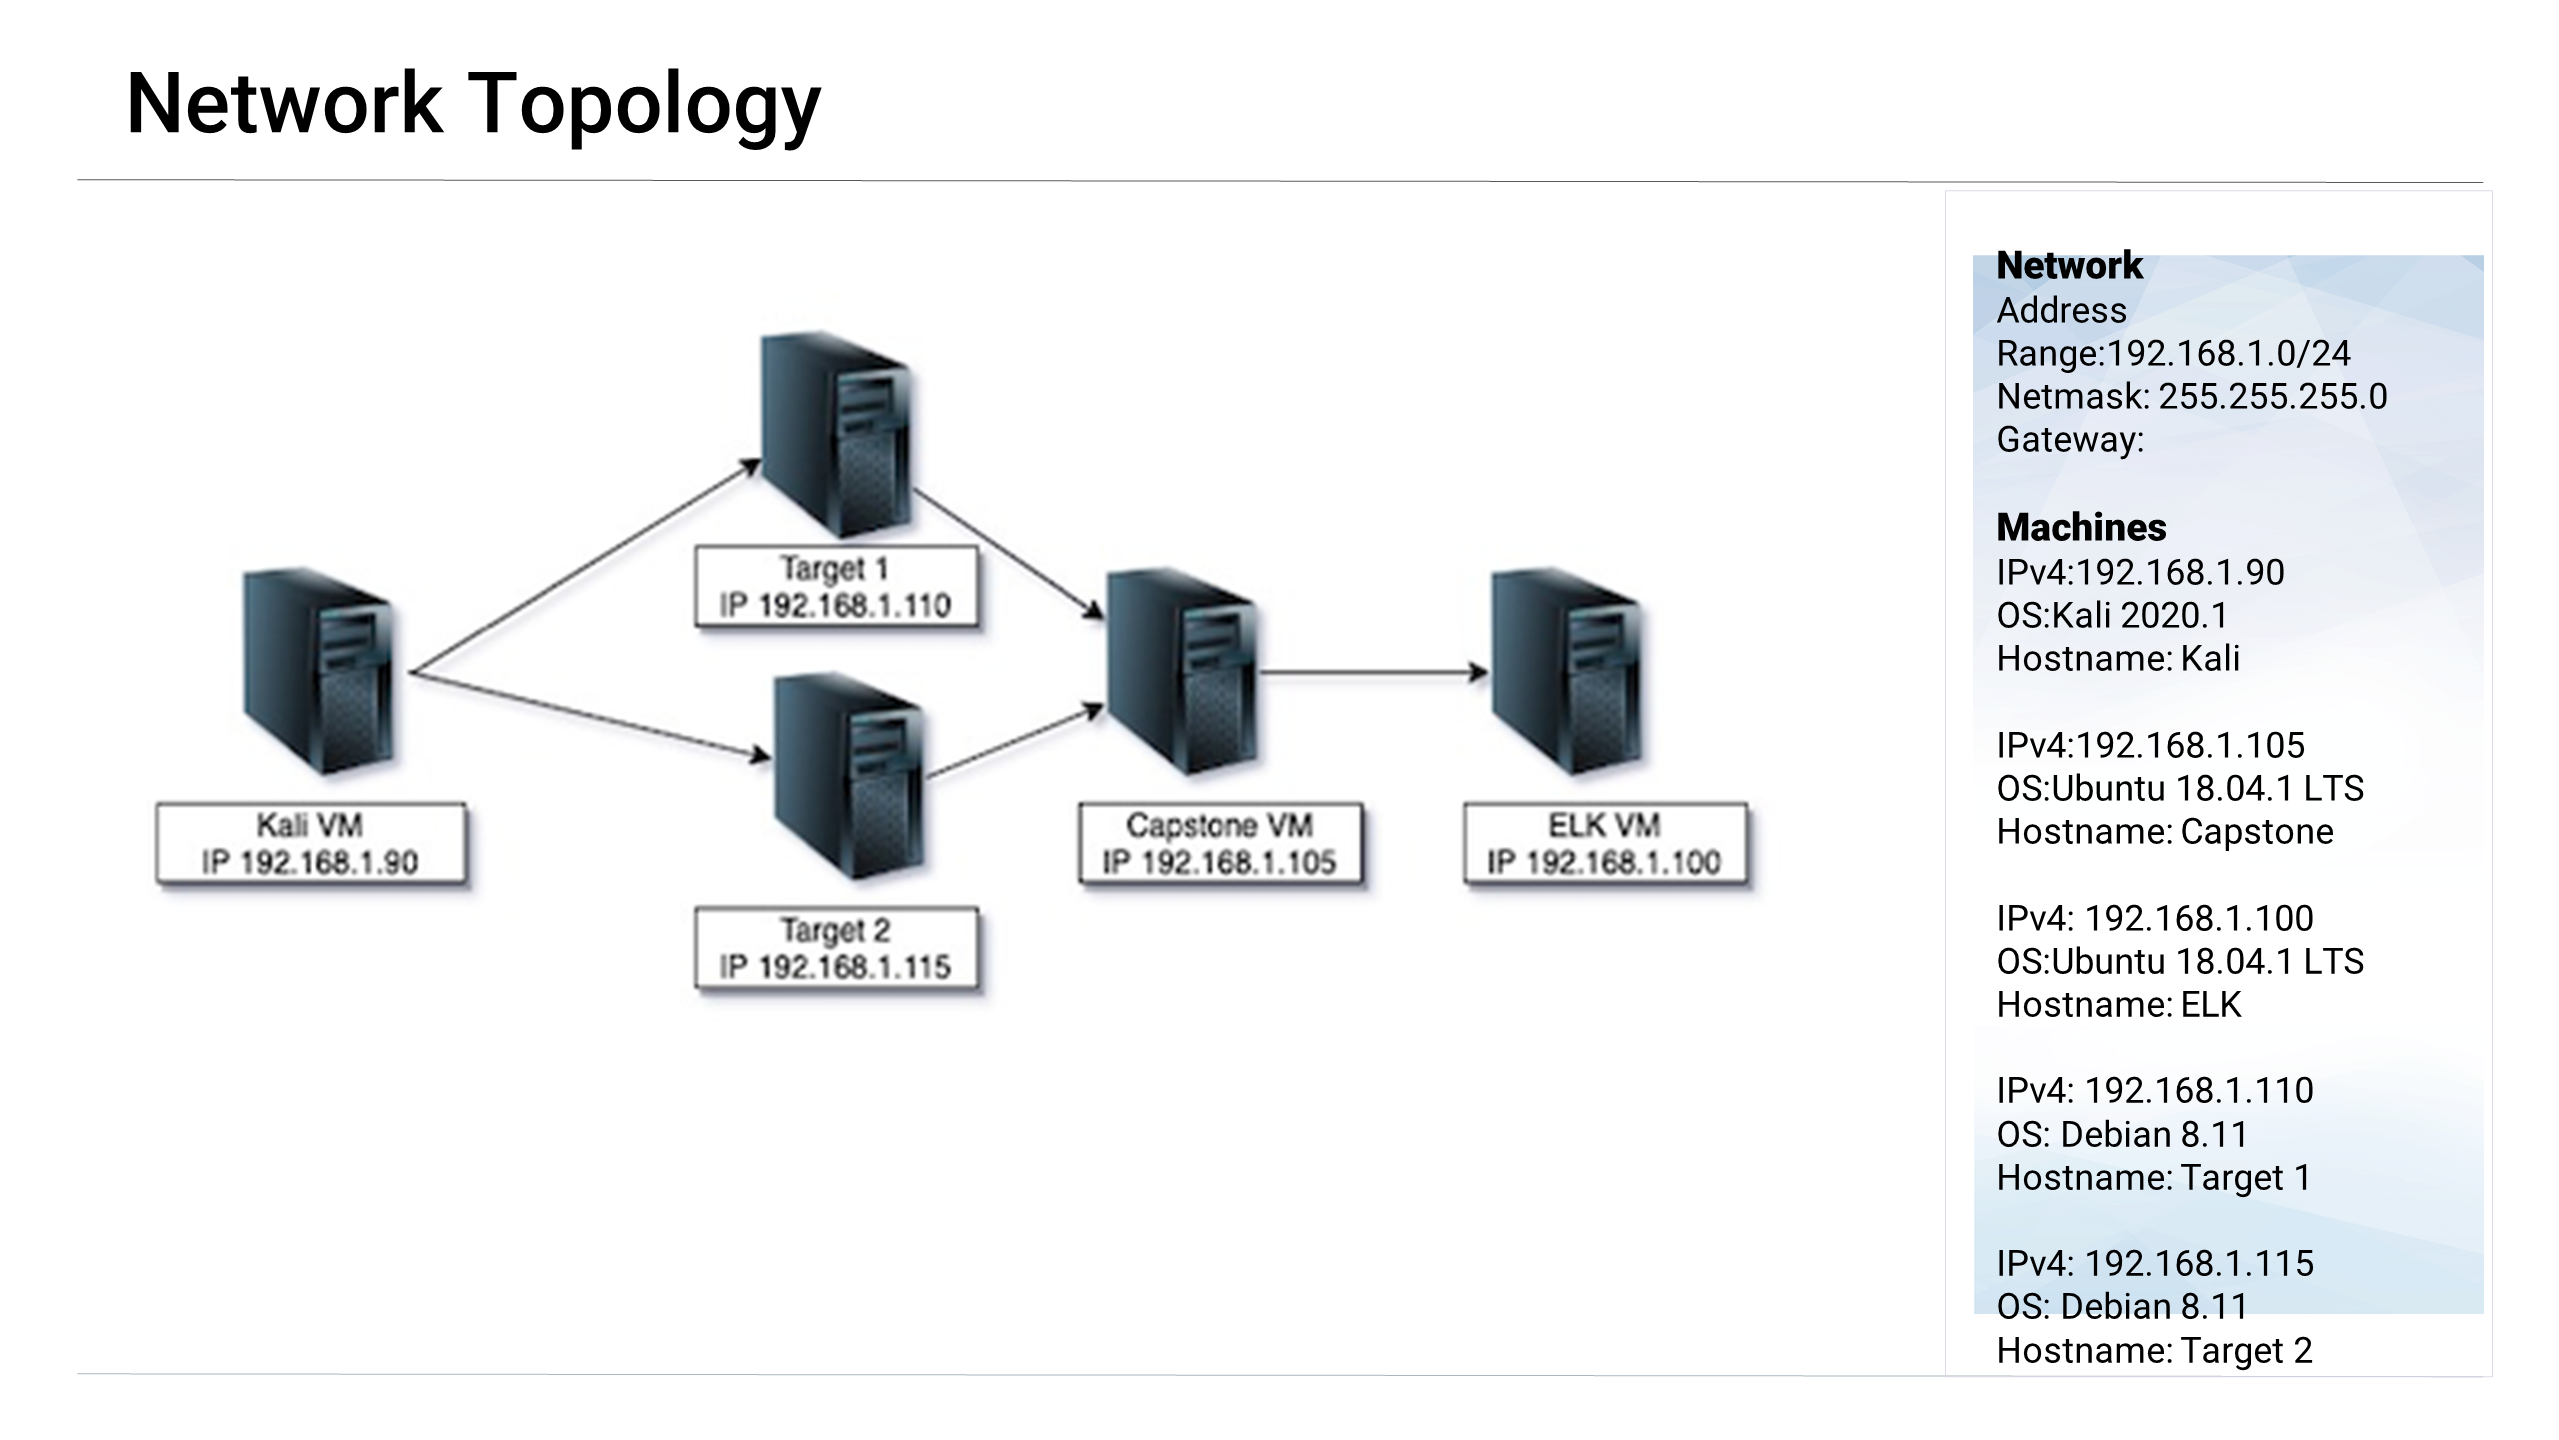 Network Topology
Target 1
IP 192.168.1.110
Kali VM
IP 192.168.1.90
Target 2
IP 192.168.1.115
Capstone VM
IP 192.168.1.105
ELK VM
IP 192.168.1.100
Network
Address
Range:192.168.1.0/24
Netmask: 255.255.255.0
Gateway:
Machines
IPv4:192.168.1.90
OS:Kali 2020.1
Hostname: Kali
IPv4:192.168.1.105
OS:Ubuntu 18.04.1 LTS
Hostname: Capstone
IPv4: 192.168.1.100
OS:Ubuntu 18.04.1 LTS
Hostname: ELK
IPv4: 192.168.1.110
OS: Debian 8.11
Hostname: Target 1
IPv4: 192.168.1.115
OS: Debian 8.11
Hostname: Target 2